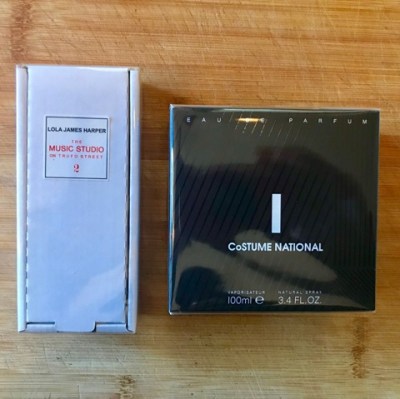 LOLA JAMES HARPER
THE
MUSIC STUDIO
2
EAU DE PARFUM
I
CoSTUME NATIONAL
VAPORISATEUR NATURAL SPRAY
100ml e 3.4 FL.OZ.